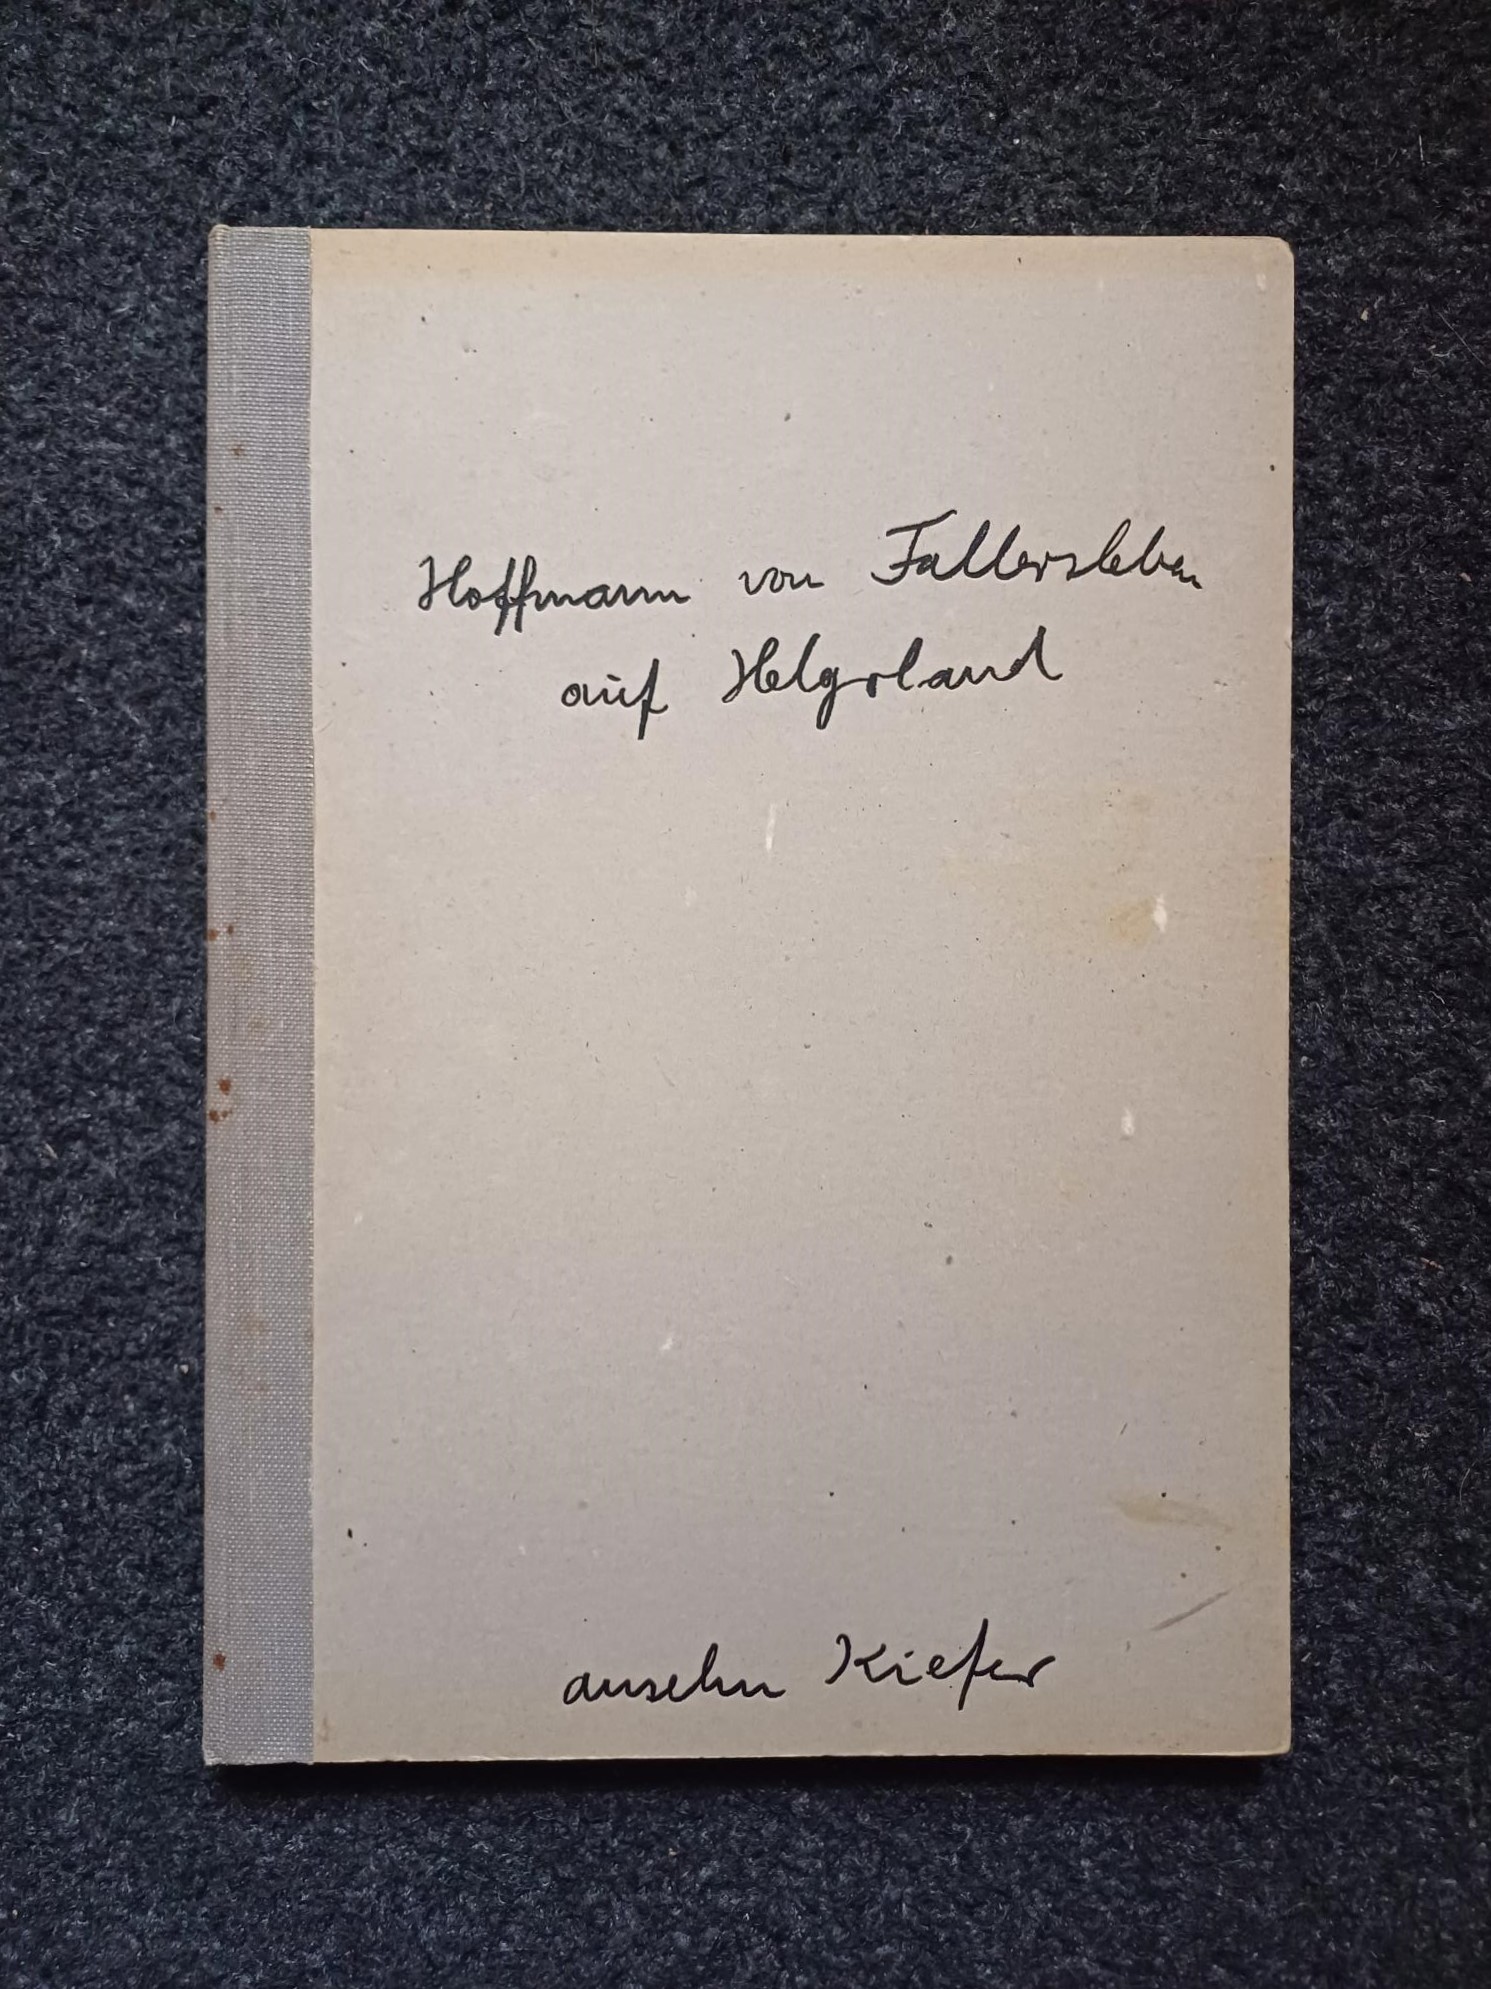 Hoffmann von Fallersleben
auf Helgoland
anselm Kiefer